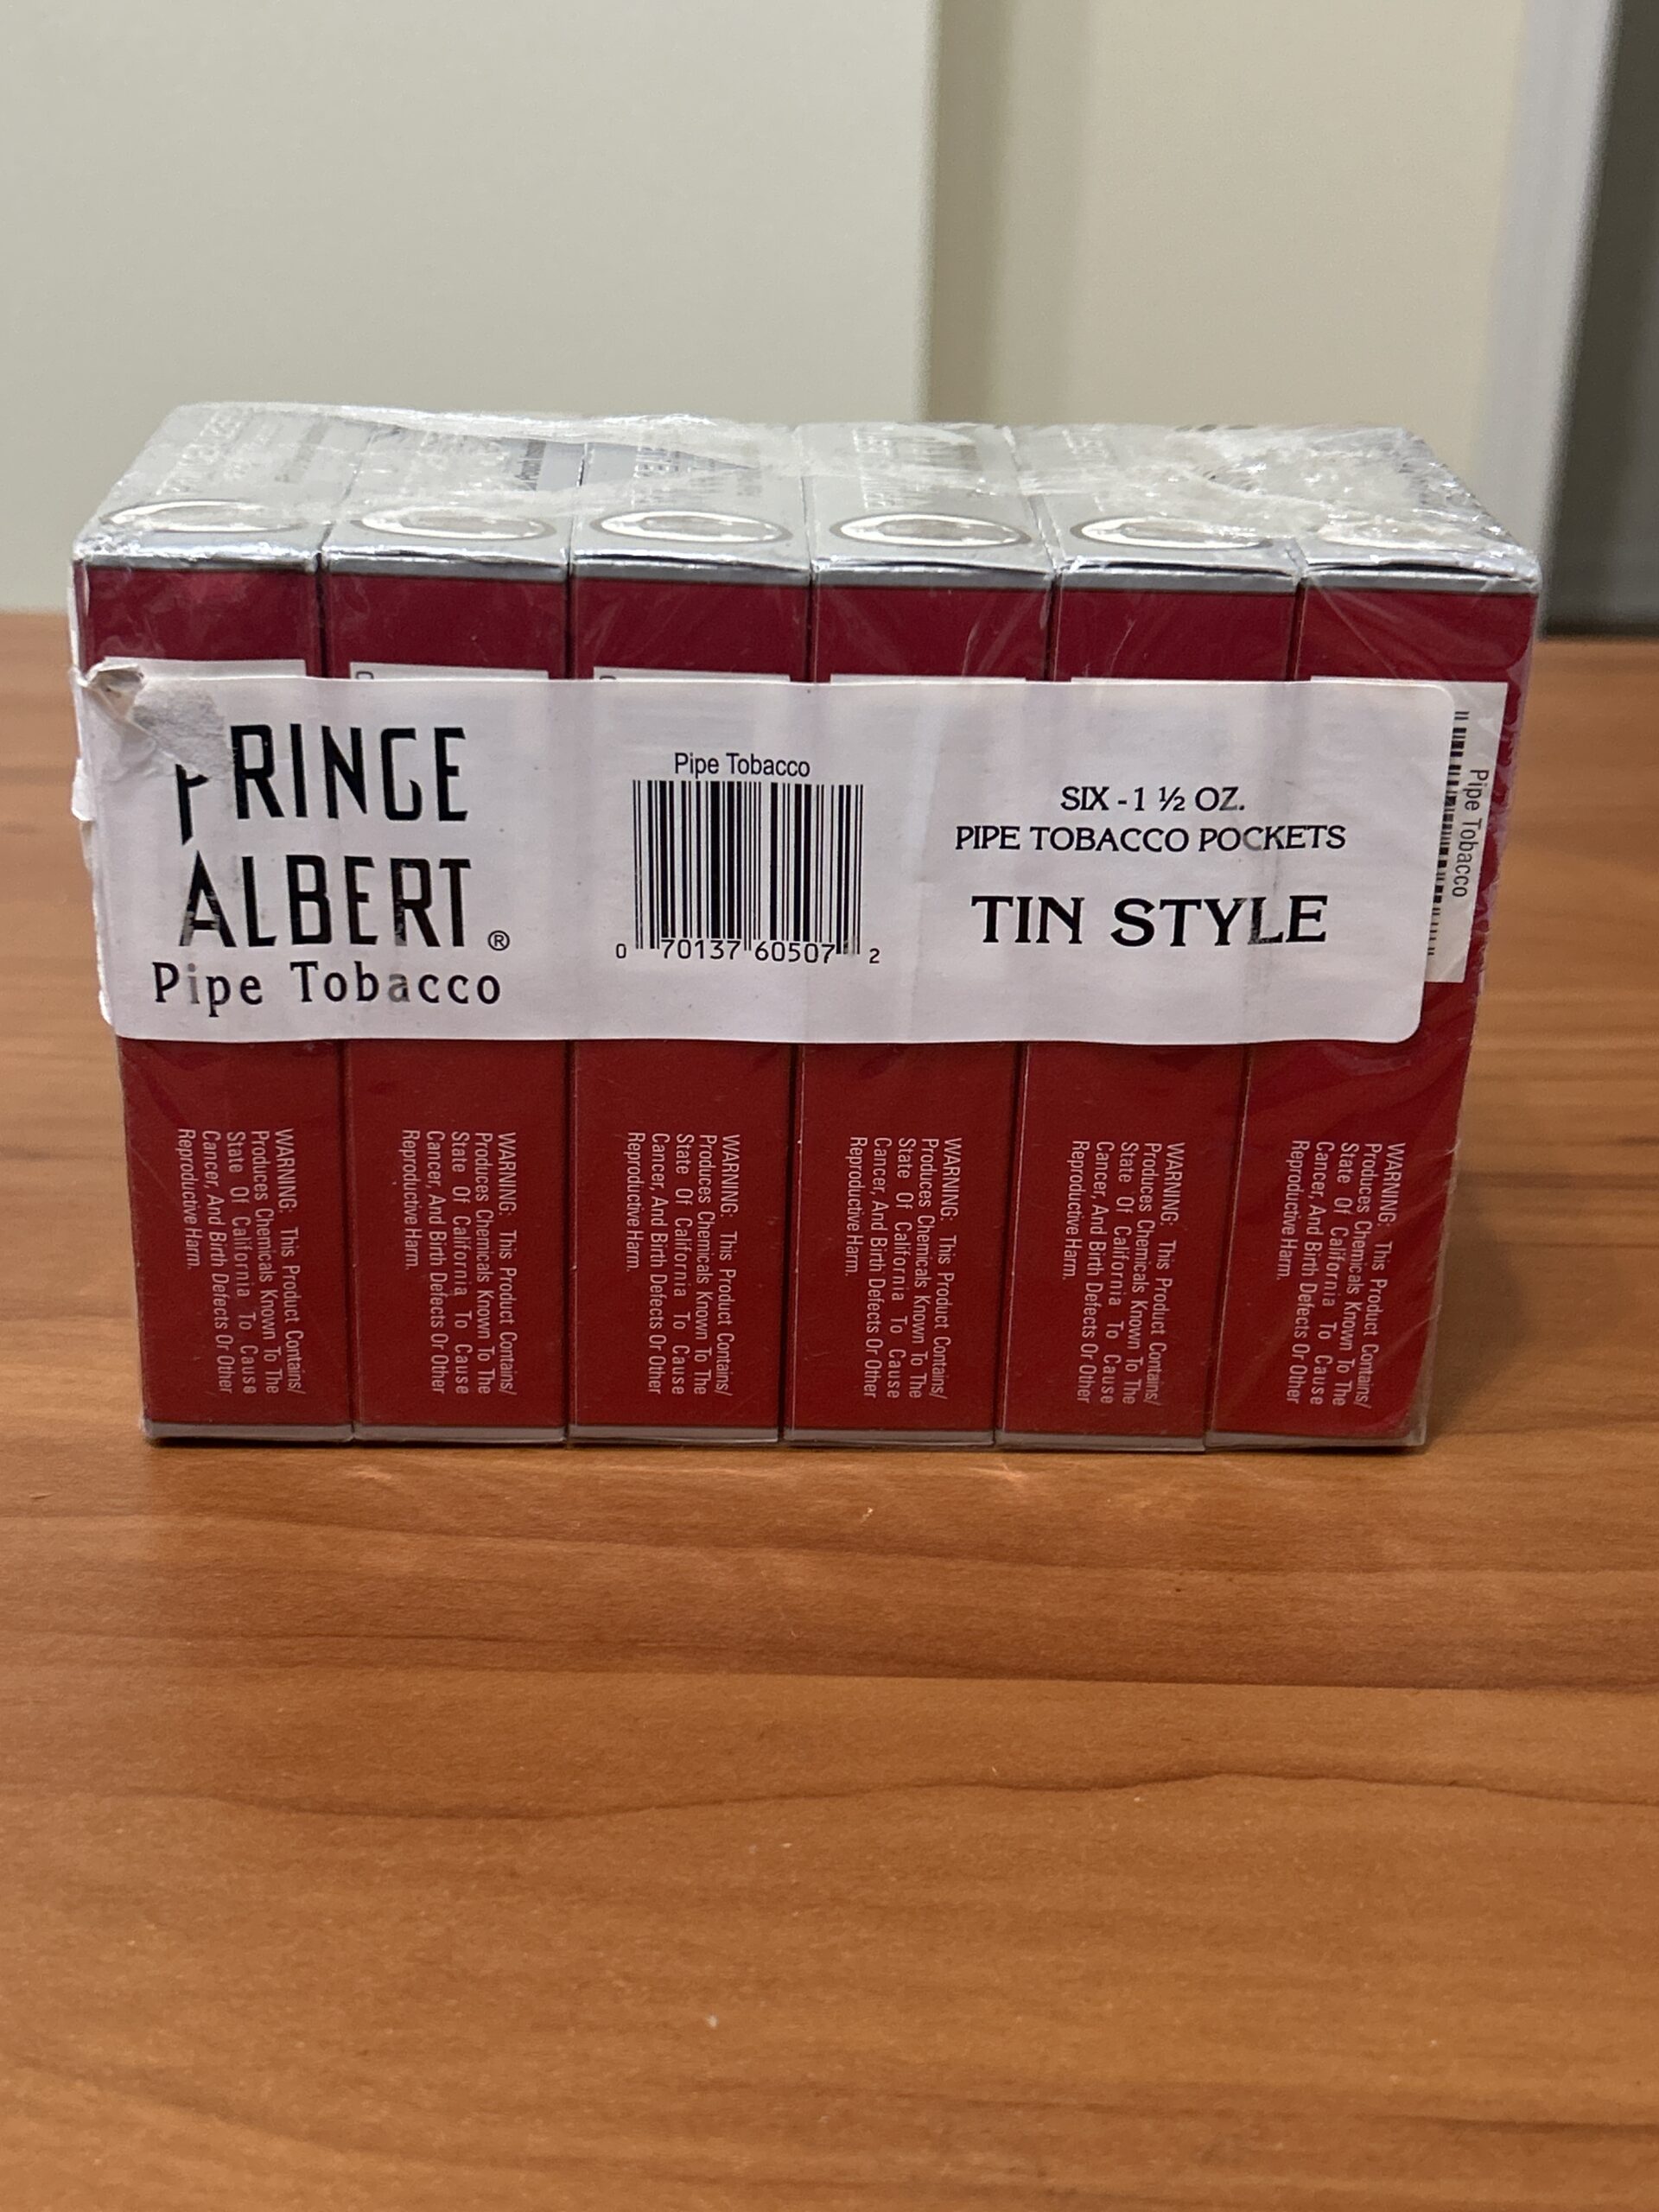 PRINCE
ALBERT®
Pipe Tobacco
Pipe Tobacco
0 70137 60507 2
SIX - 1 ½ OZ.
PIPE TOBACCO POCKETS
TIN STYLE
Pipe Tobacco
WARNING: This Product Contains/
Produces Chemicals Known To The
State Of California To Cause
Cancer, And Birth Defects Or Other
Reproductive Harm.
WARNING: This Product Contains/
Produces Chemicals Known To The
State Of California To Cause
Cancer, And Birth Defects Or Other
Reproductive Harm.
WARNING: This Product Contains/
Produces Chemicals Known To The
State Of California To Cause
Cancer, And Birth Defects Or Other
Reproductive Harm.
WARNING: This Product Contains/
Produces Chemicals Known To The
State Of California To Cause
Cancer, And Birth Defects Or Other
Reproductive Harm.
WARNING: This Product Contains/
Produces Chemicals Known To The
State Of California To Cause
Cancer, And Birth Defects Or Other
Reproductive Harm.
WARNING: This Product Contains/
Produces Chemicals Known To The
State Of California To Cause
Cancer, And Birth Defects Or Other
Reproductive Harm.